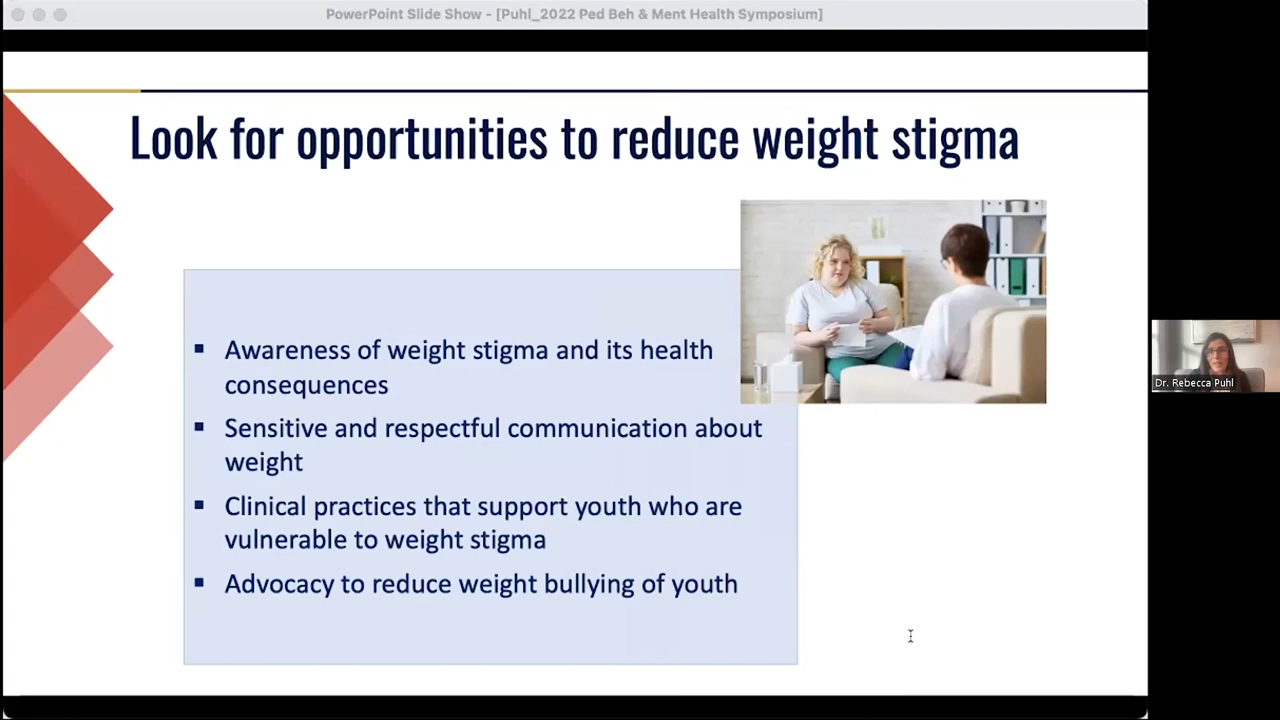 PowerPoint Slide Show - [Puhl_2022 Ped Beh & Ment Health Symposium]
Look for opportunities to reduce weight stigma
▪ Awareness of weight stigma and its health
consequences
▪ Sensitive and respectful communication about
weight
▪ Clinical practices that support youth who are
vulnerable to weight stigma
▪ Advocacy to reduce weight bullying of youth
Dr. Rebecca Puhl